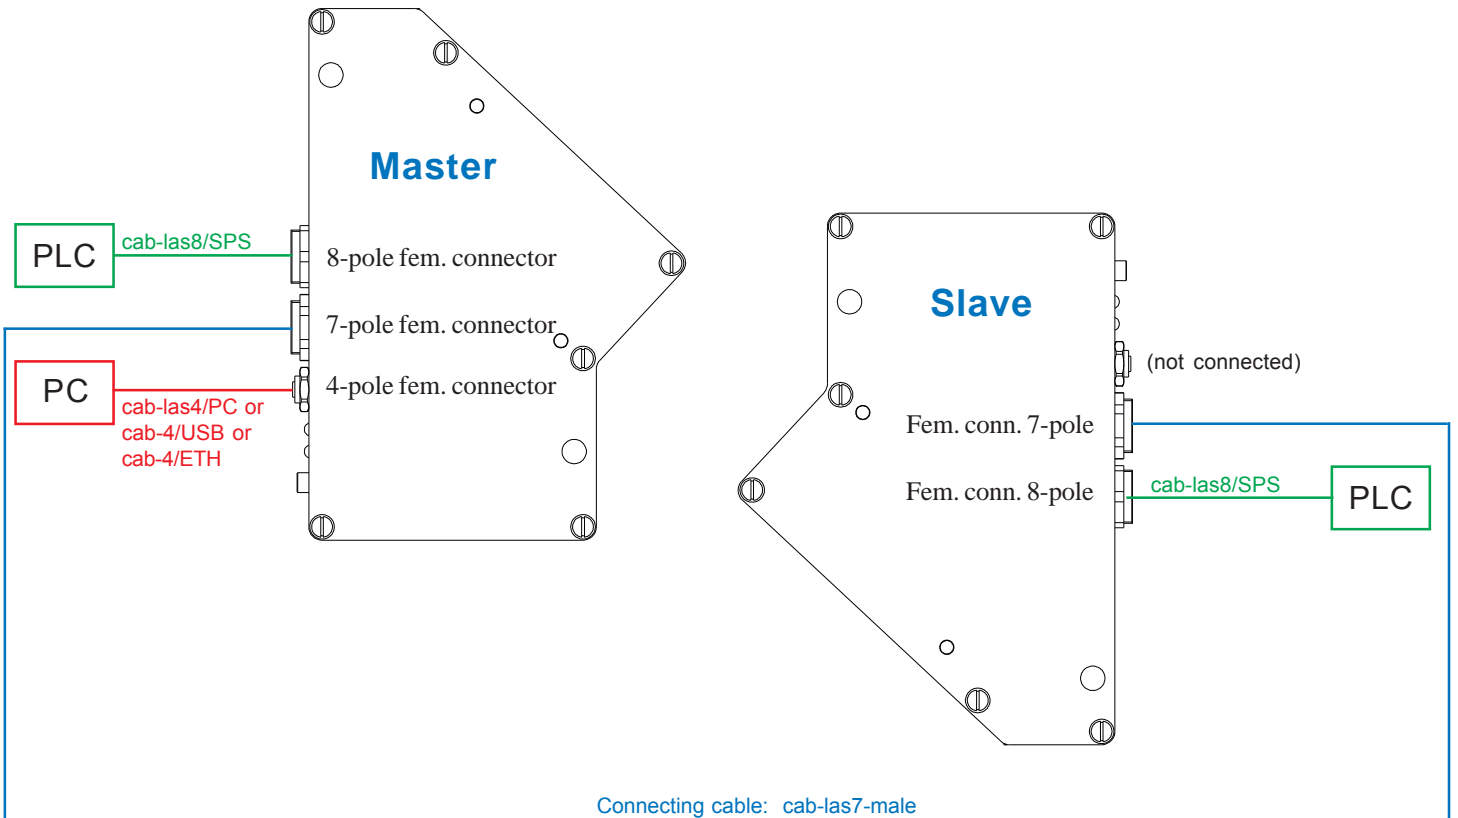 Master
PLC
cab-las8/SPS
8-pole fem. connector
7-pole fem. connector
PC
4-pole fem. connector
cab-las4/PC or
cab-4/USB or
cab-4/ETH
Slave
(not connected)
Fem. conn. 7-pole
Fem. conn. 8-pole
cab-las8/SPS
PLC
Connecting cable: cab-las7-male